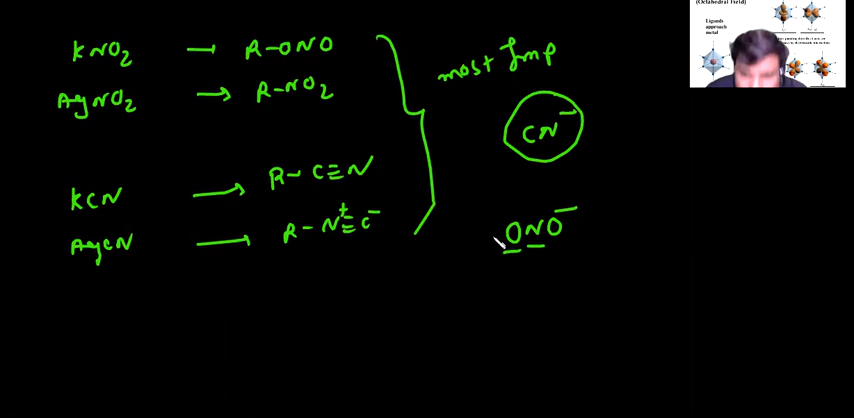 KNO2 → R-ONO
AgNO2 → R-NO2
KCN → R-C≡N
AgCN → R-N⁺≡C⁻
most Imp
CN⁻
ONO⁻
(Octahedral Field)
Ligands
approach
metal